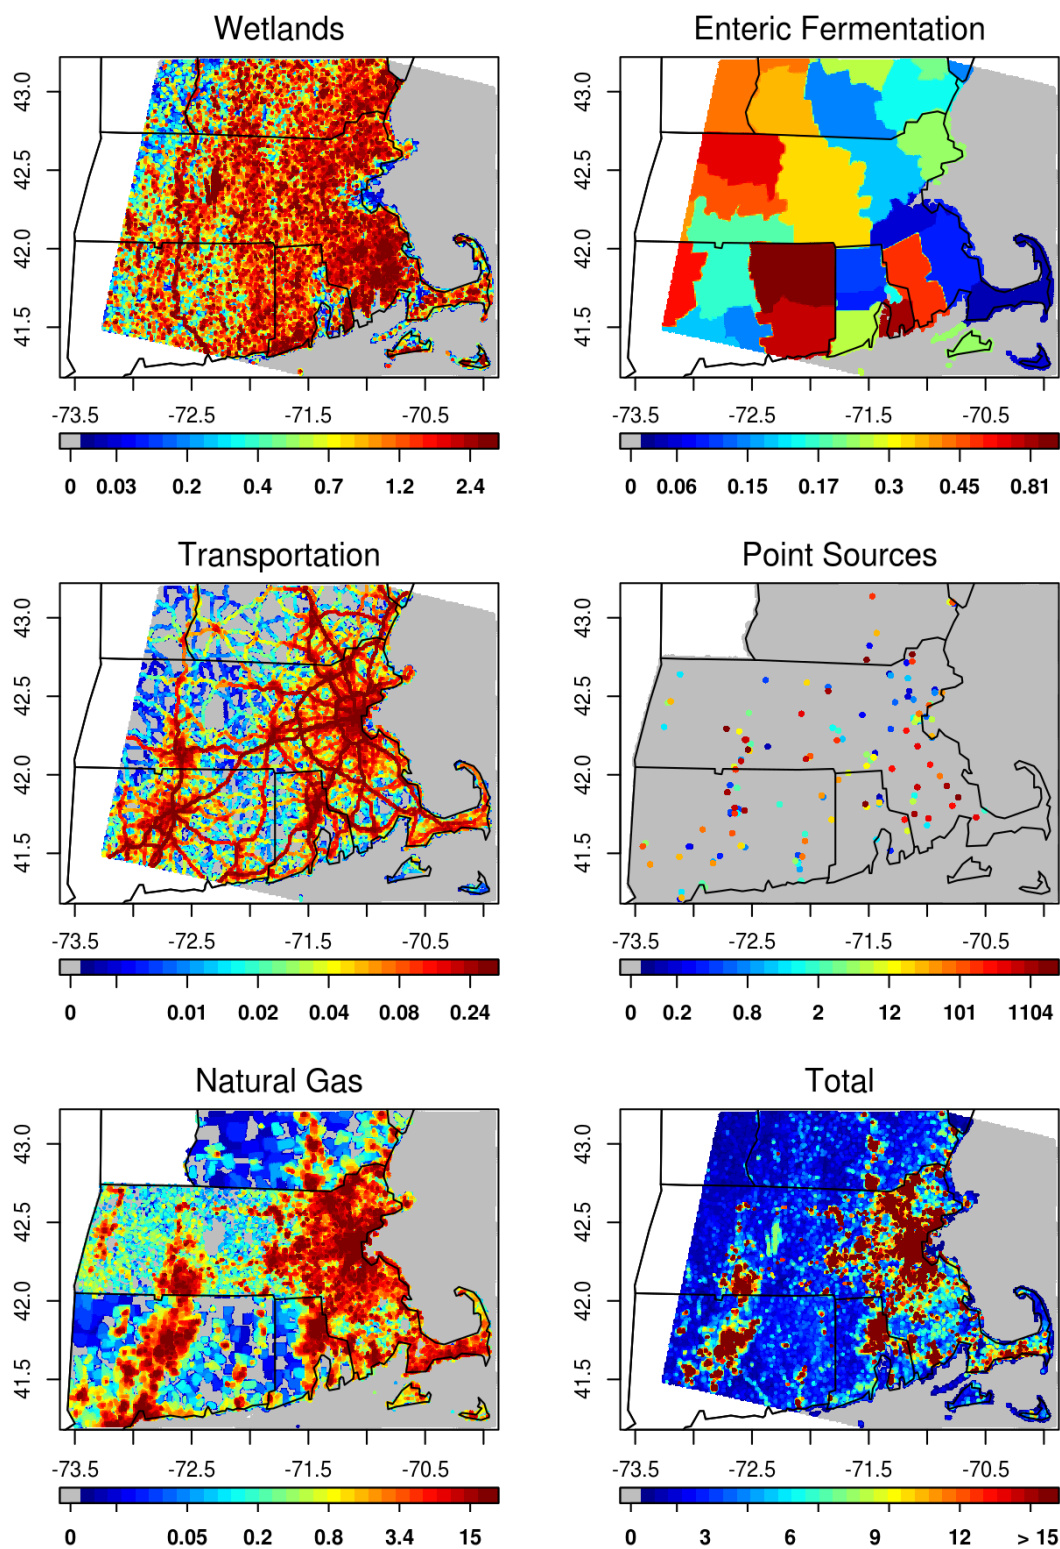 Wetlands
Enteric Fermentation
43.0
42.5
42.0
41.5
43.0
42.5
42.0
41.5
-73.5 -72.5 -71.5 -70.5
-73.5 -72.5 -71.5 -70.5
0 0.03 0.2 0.4 0.7 1.2 2.4
0 0.06 0.15 0.17 0.3 0.45 0.81
Transportation
Point Sources
43.0
42.5
42.0
41.5
43.0
42.5
42.0
41.5
-73.5 -72.5 -71.5 -70.5
-73.5 -72.5 -71.5 -70.5
0 0.01 0.02 0.04 0.08 0.24
0 0.2 0.8 2 12 101 1104
Natural Gas
Total
43.0
42.5
42.0
41.5
43.0
42.5
42.0
41.5
-73.5 -72.5 -71.5 -70.5
-73.5 -72.5 -71.5 -70.5
0 0.05 0.2 0.8 3.4 15
0 3 6 9 12 > 15